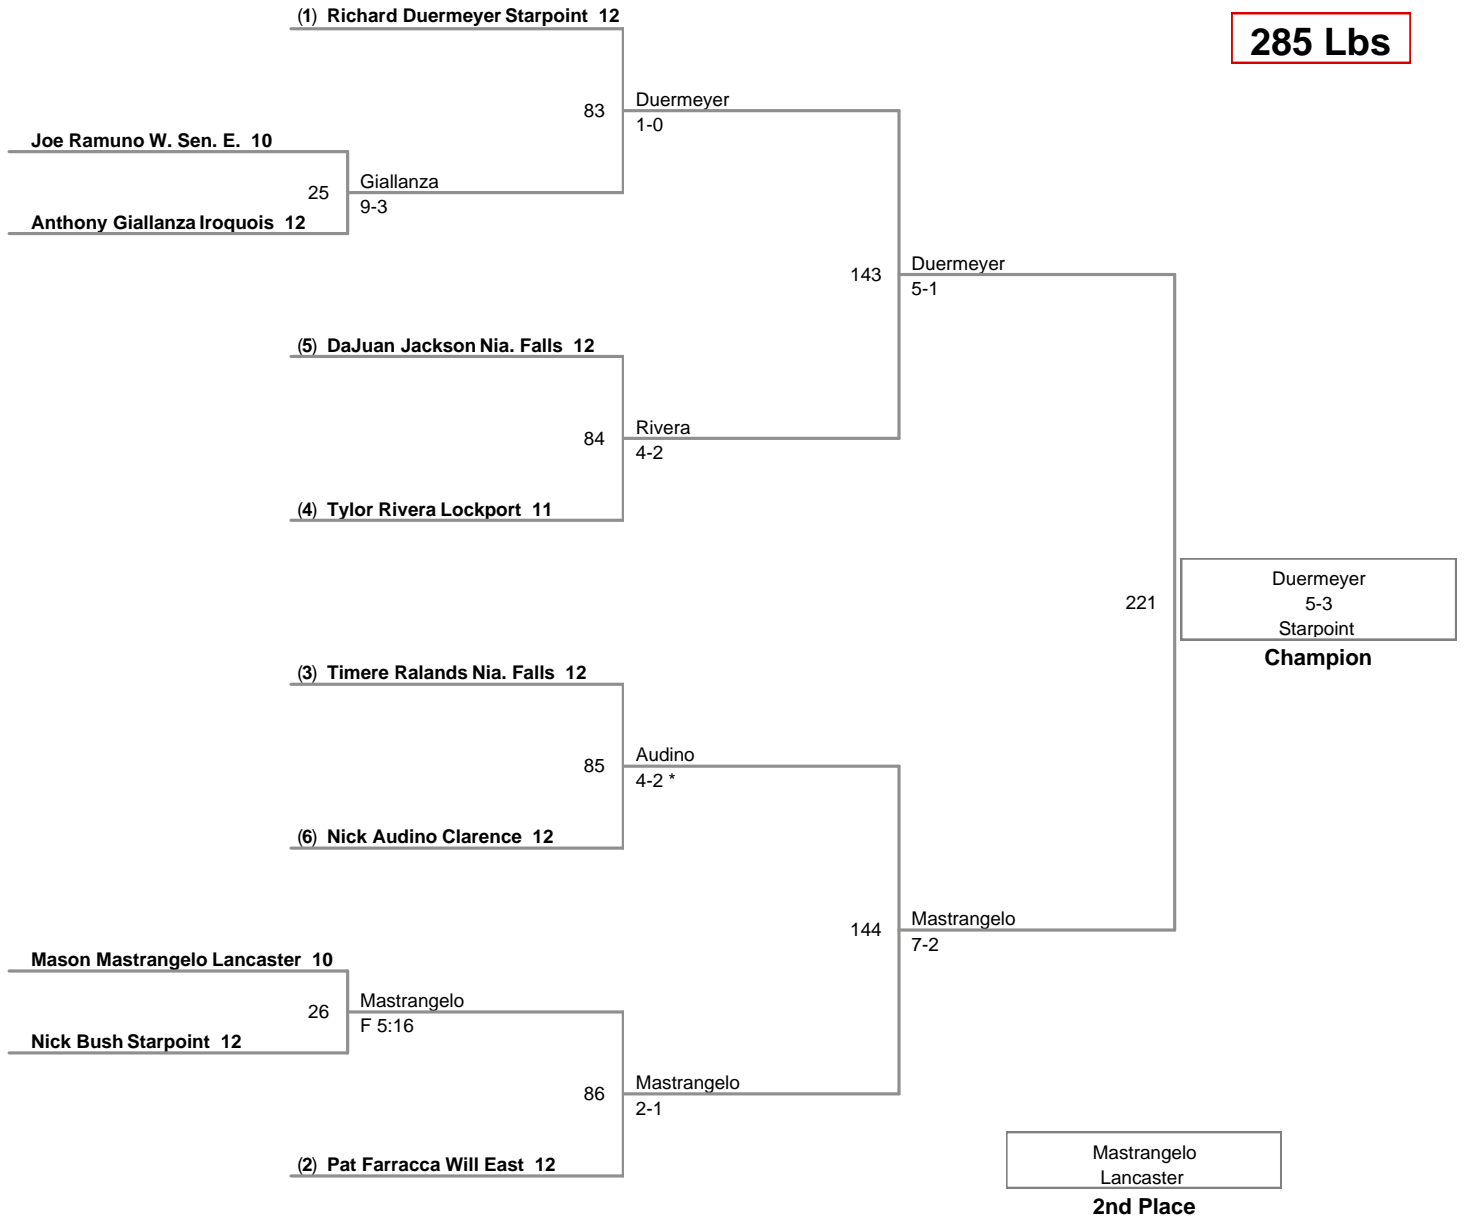 (1) Richard Duermeyer Starpoint 12
285 Lbs
83
Duermeyer
1-0
Joe Ramuno W. Sen. E. 10
25
Giallanza
9-3
Anthony Giallanza Iroquois 12
143
Duermeyer
5-1
(5) DaJuan Jackson Nia. Falls 12
84
Rivera
4-2
(4) Tylor Rivera Lockport 11
221
Duermeyer
5-3
Starpoint
Champion
(3) Timere Ralands Nia. Falls 12
85
Audino
4-2 *
(6) Nick Audino Clarence 12
144
Mastrangelo
7-2
Mason Mastrangelo Lancaster 10
26
Mastrangelo
F 5:16
Nick Bush Starpoint 12
86
Mastrangelo
2-1
(2) Pat Farracca Will East 12
Mastrangelo
Lancaster
2nd Place